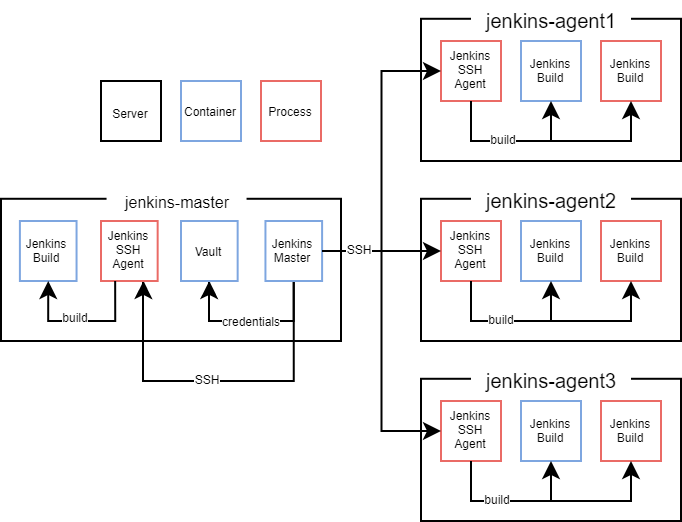 jenkins-agent1
Jenkins
SSH
Agent
Jenkins
Build
Jenkins
Build
build
Server
Container
Process
jenkins-master
Jenkins
Build
Jenkins
SSH
Agent
Vault
Jenkins
Master
build
credentials
SSH
SSH
jenkins-agent2
Jenkins
SSH
Agent
Jenkins
Build
Jenkins
Build
build
jenkins-agent3
Jenkins
SSH
Agent
Jenkins
Build
Jenkins
Build
build